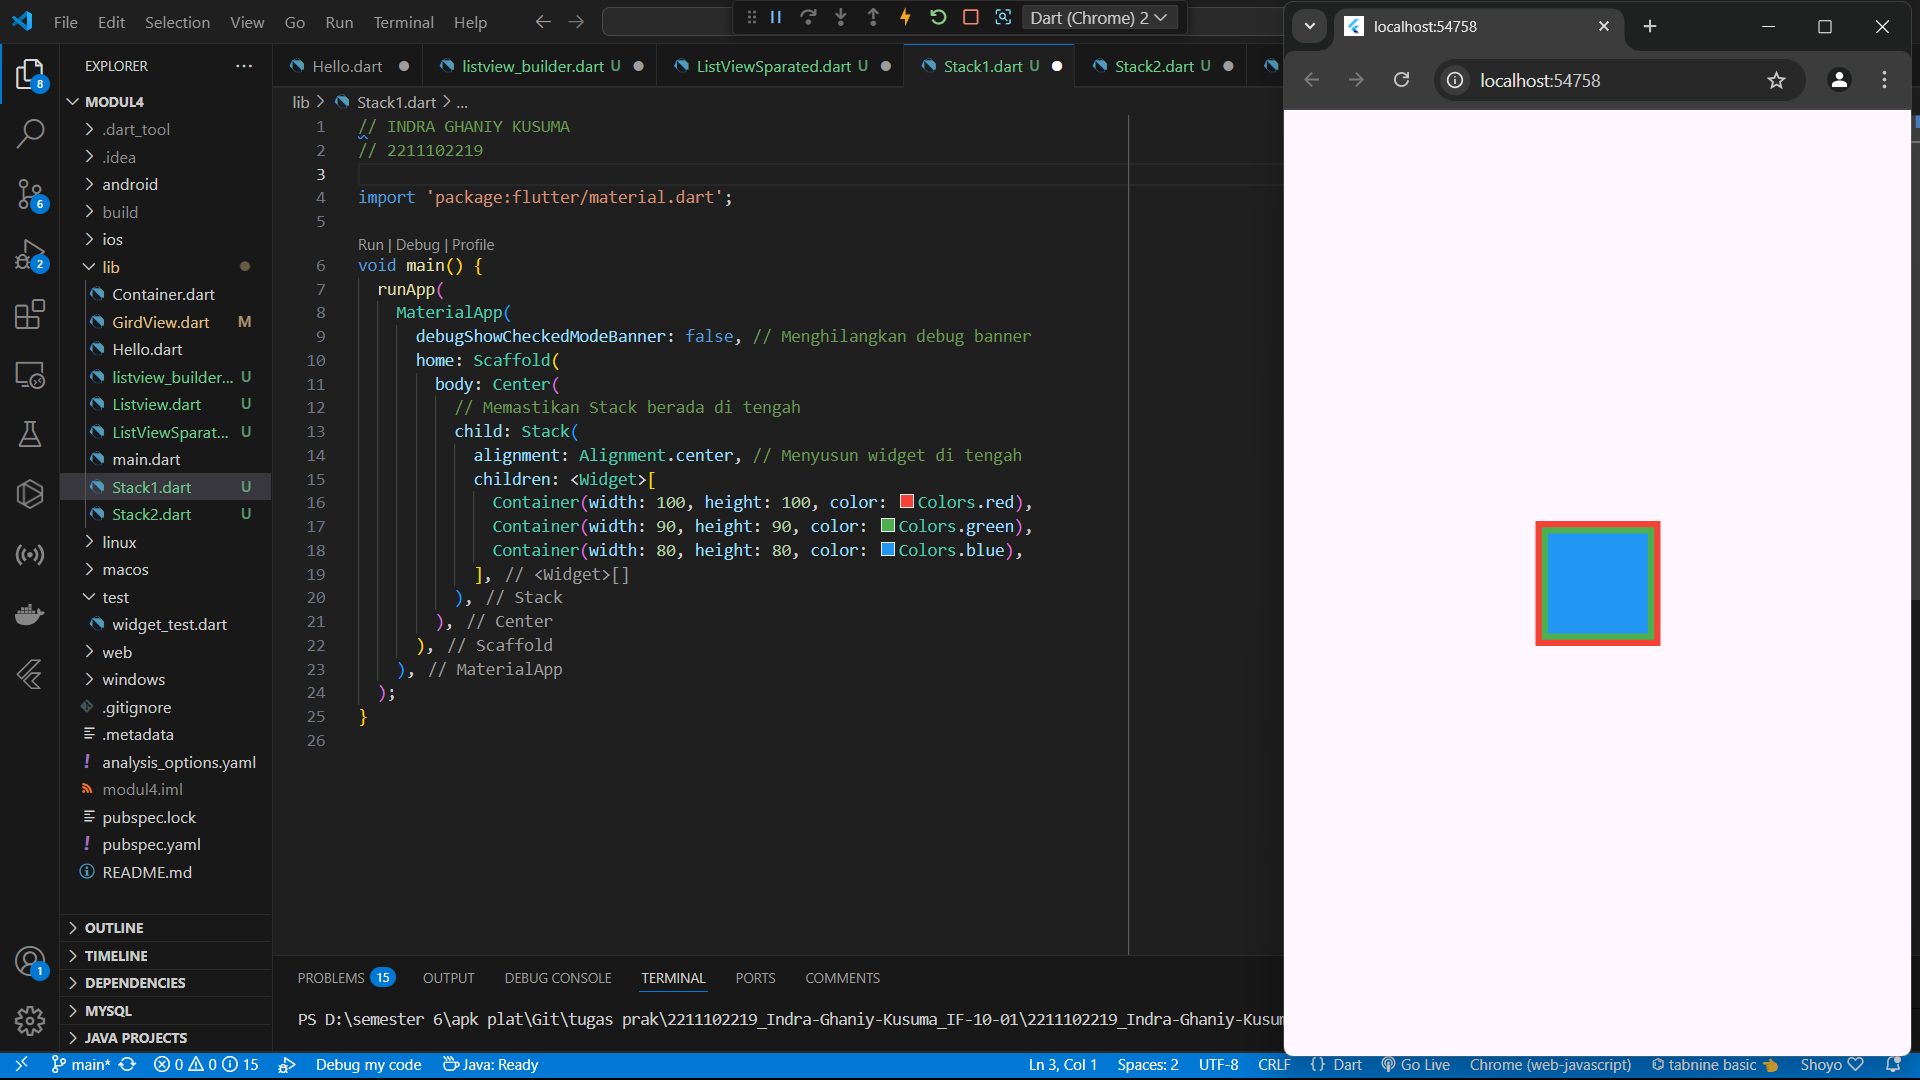 File Edit Selection View Go Run Terminal Help
Dart (Chrome) 2
EXPLORER
MODUL4
.dart_tool
.idea
android
build
ios
lib
Container.dart
GirdView.dart M
Hello.dart
listview_builder... U
Listview.dart U
ListViewSparat... U
main.dart
Stack1.dart U
Stack2.dart U
linux
macos
test
widget_test.dart
web
windows
.gitignore
.metadata
analysis_options.yaml
modul4.iml
pubspec.lock
pubspec.yaml
README.md
OUTLINE
TIMELINE
DEPENDENCIES
MYSQL
JAVA PROJECTS
8
6
2
1
Hello.dart
listview_builder.dart U
ListViewSparated.dart U
Stack1.dart U
Stack2.dart U
lib > Stack1.dart > ...
1 // INDRA GHANIY KUSUMA
2 // 2211102219
3
4 import 'package:flutter/material.dart';
5
Run | Debug | Profile
6 void main() {
7 runApp(
8 MaterialApp(
9 debugShowCheckedModeBanner: false, // Menghilangkan debug banner
10 home: Scaffold(
11 body: Center(
12 // Memastikan Stack berada di tengah
13 child: Stack(
14 alignment: Alignment.center, // Menyusun widget di tengah
15 children: <Widget>[
16 Container(width: 100, height: 100, color: Colors.red),
17 Container(width: 90, height: 90, color: Colors.green),
18 Container(width: 80, height: 80, color: Colors.blue),
19 ], // <Widget>[]
20 ), // Stack
21 ), // Center
22 ), // Scaffold
23 ), // MaterialApp
24 );
25 }
26
PROBLEMS 15 OUTPUT DEBUG CONSOLE TERMINAL PORTS COMMENTS
PS D:\semester 6\apk plat\Git\tugas prak\2211102219_Indra-Ghaniy-Kusuma_IF-10-01\2211102219_Indra-Ghaniy-Kusum
localhost:54758
localhost:54758
main* 0 0 15 Debug my code Java: Ready Ln 3, Col 1 Spaces: 2 UTF-8 CRLF {} Dart Go Live Chrome (web-javascript) tabnine basic Shoyo